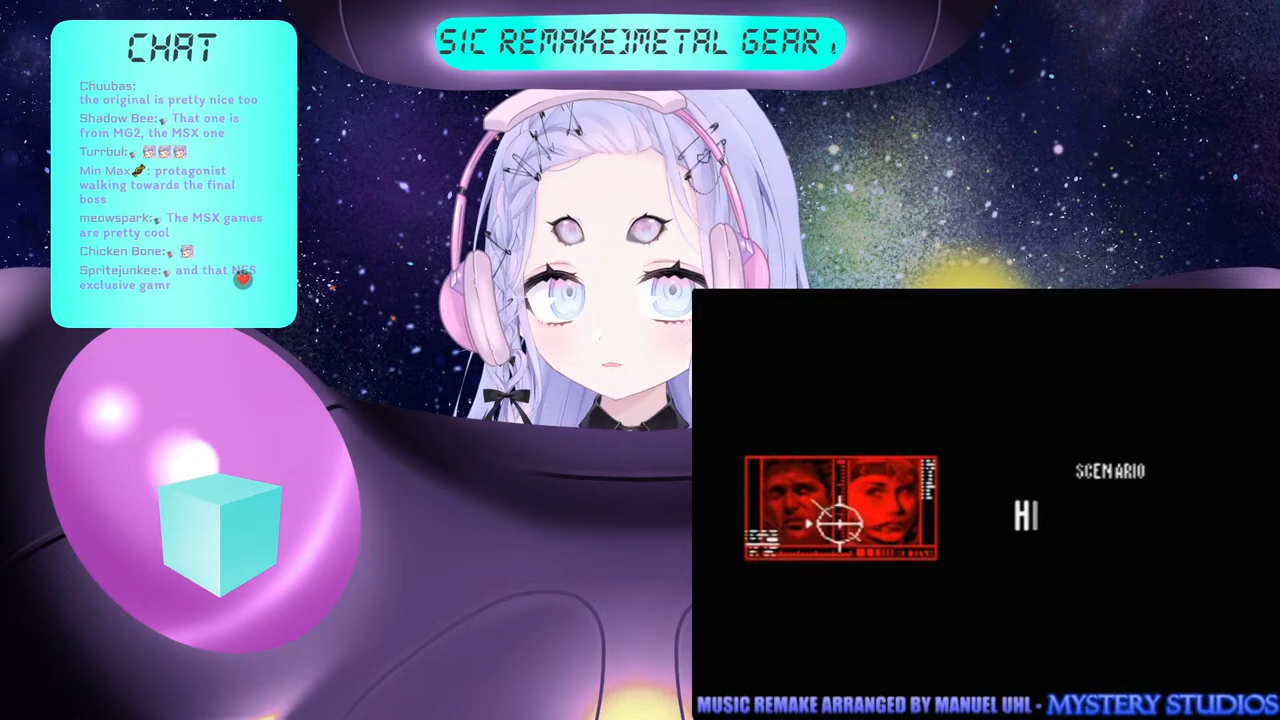 CHAT
SIC REMAKE]METAL GEAR
Chuubas:
the original is pretty nice too
Shadow Bee: That one is
from MG2, the MSX one
Turrbul:
Min Max: protagonist
walking towards the final
boss
meowspark: The MSX games
are pretty cool
Chicken Bone:
Spritejunkee: and that NES
exclusive gamr
SCENARIO
HI
MUSIC REMAKE ARRANGED BY MANUEL UHL - MYSTERY STUDIOS